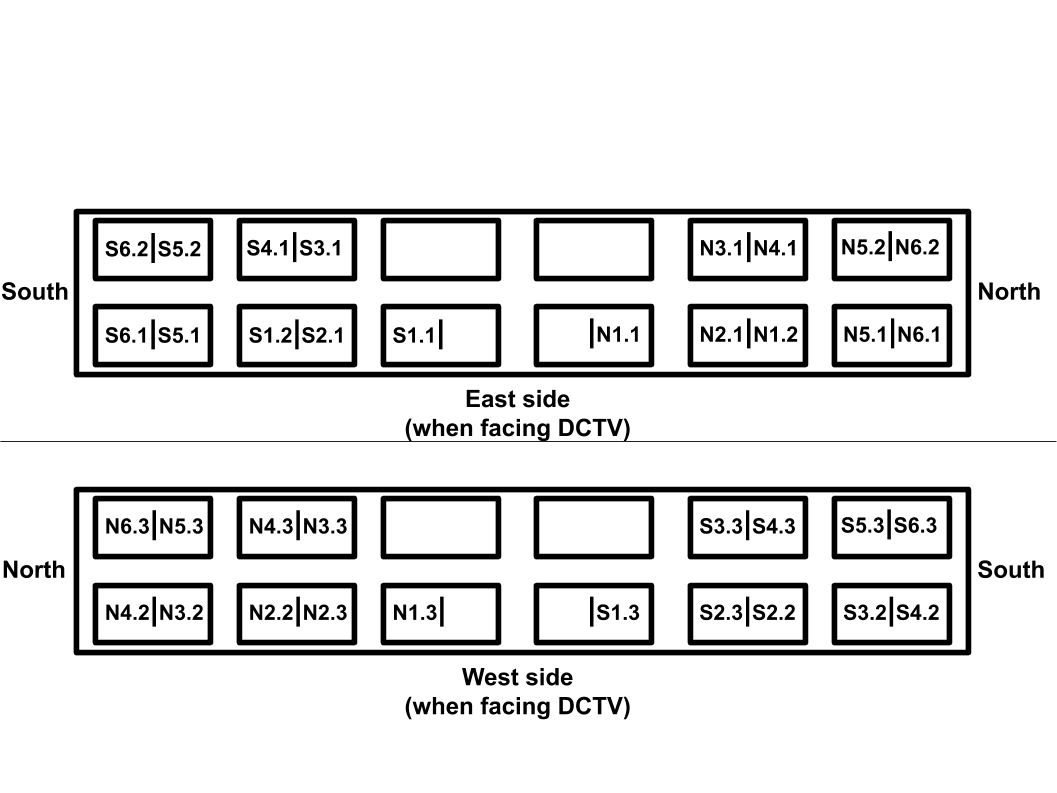 S6.2|S5.2 S4.1|S3.1 N3.1|N4.1 N5.2|N6.2
South North
S6.1|S5.1 S1.2|S2.1 S1.1| |N1.1 N2.1|N1.2 N5.1|N6.1
East side
(when facing DCTV)
N6.3|N5.3 N4.3|N3.3 S3.3|S4.3 S5.3|S6.3
North South
N4.2|N3.2 N2.2|N2.3 N1.3| |S1.3 S2.3|S2.2 S3.2|S4.2
West side
(when facing DCTV)